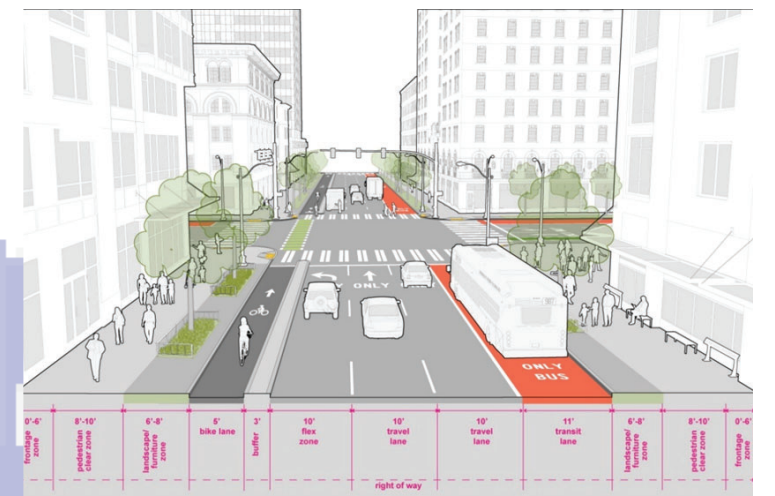 ONLY
ONLY
BUS
0'-6'
frontage
zone
8'-10'
pedestrian
clear zone
6'-8'
landscape/
furniture
zone
5'
bike lane
3'
buffer
10'
flex
zone
10'
travel
lane
10'
travel
lane
11'
transit
lane
6'-8'
landscape/
furniture
zone
8'-10'
pedestrian
clear zone
0'-6'
frontage
zone
right of way